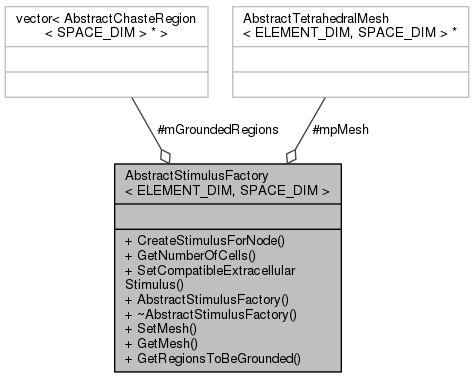 vector< AbstractChasteRegion
< SPACE_DIM > * >
AbstractTetrahedralMesh
< ELEMENT_DIM, SPACE_DIM > *
#mGroundedRegions
#mpMesh
AbstractStimulusFactory
< ELEMENT_DIM, SPACE_DIM >
+ CreateStimulusForNode()
+ GetNumberOfCells()
+ SetCompatibleExtracellular
Stimulus()
+ AbstractStimulusFactory()
+ ~AbstractStimulusFactory()
+ SetMesh()
+ GetMesh()
+ GetRegionsToBeGrounded()